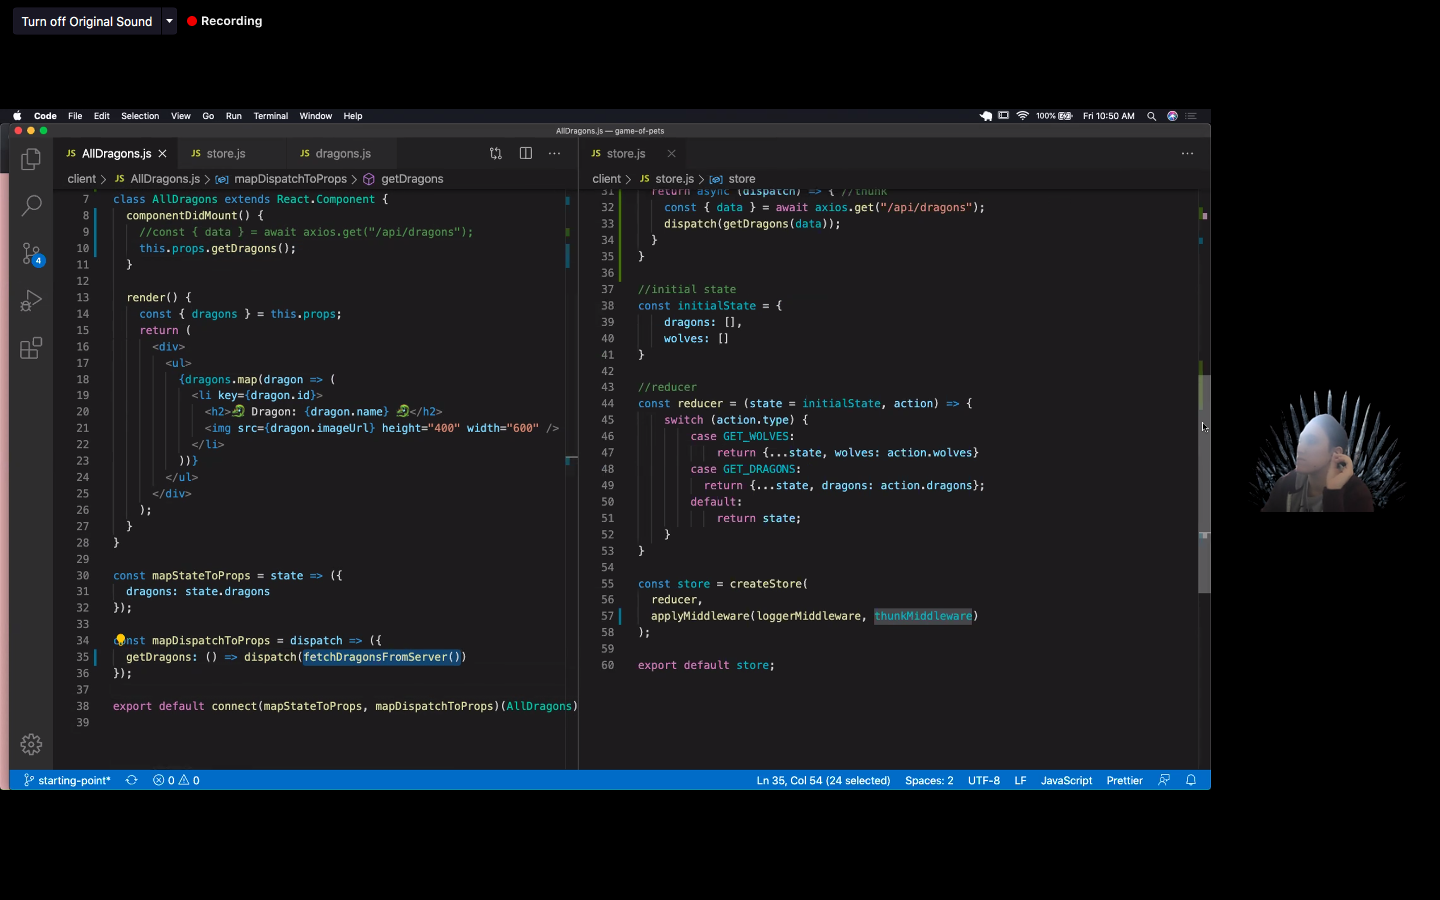 Turn off Original Sound
Recording
Code File Edit Selection View Go Run Terminal Window Help
100%
Fri 10:50 AM
AllDragons.js — game-of-pets
JS AllDragons.js
JS store.js
JS dragons.js
client > JS AllDragons.js > mapDispatchToProps > getDragons
7 class AllDragons extends React.Component {
8 componentDidMount() {
9 //const { data } = await axios.get("/api/dragons");
10 this.props.getDragons();
11 }
12
13 render() {
14 const { dragons } = this.props;
15 return (
16 <div>
17 <ul>
18 {dragons.map(dragon => (
19 <li key={dragon.id}>
20 <h2>🐲 Dragon: {dragon.name} 🐲</h2>
21 <img src={dragon.imageUrl} height="400" width="600" />
22 </li>
23 ))}
24 </ul>
25 </div>
26 );
27 }
28 }
29
30 const mapStateToProps = state => ({
31 dragons: state.dragons
32 });
33
34 const mapDispatchToProps = dispatch => ({
35 getDragons: () => dispatch(fetchDragonsFromServer())
36 });
37
38 export default connect(mapStateToProps, mapDispatchToProps)(AllDragons)
39
JS store.js
client > JS store.js > store
31 return async (dispatch) => { //thunk
32 const { data } = await axios.get("/api/dragons");
33 dispatch(getDragons(data));
34 }
35 }
36
37 //initial state
38 const initialState = {
39 dragons: [],
40 wolves: []
41 }
42
43 //reducer
44 const reducer = (state = initialState, action) => {
45 switch (action.type) {
46 case GET_WOLVES:
47 return {...state, wolves: action.wolves}
48 case GET_DRAGONS:
49 return {...state, dragons: action.dragons};
50 default:
51 return state;
52 }
53 }
54
55 const store = createStore(
56 reducer,
57 applyMiddleware(loggerMiddleware, thunkMiddleware)
58 );
59
60 export default store;
4
starting-point*
0 0
Ln 35, Col 54 (24 selected)
Spaces: 2
UTF-8
LF
JavaScript
Prettier